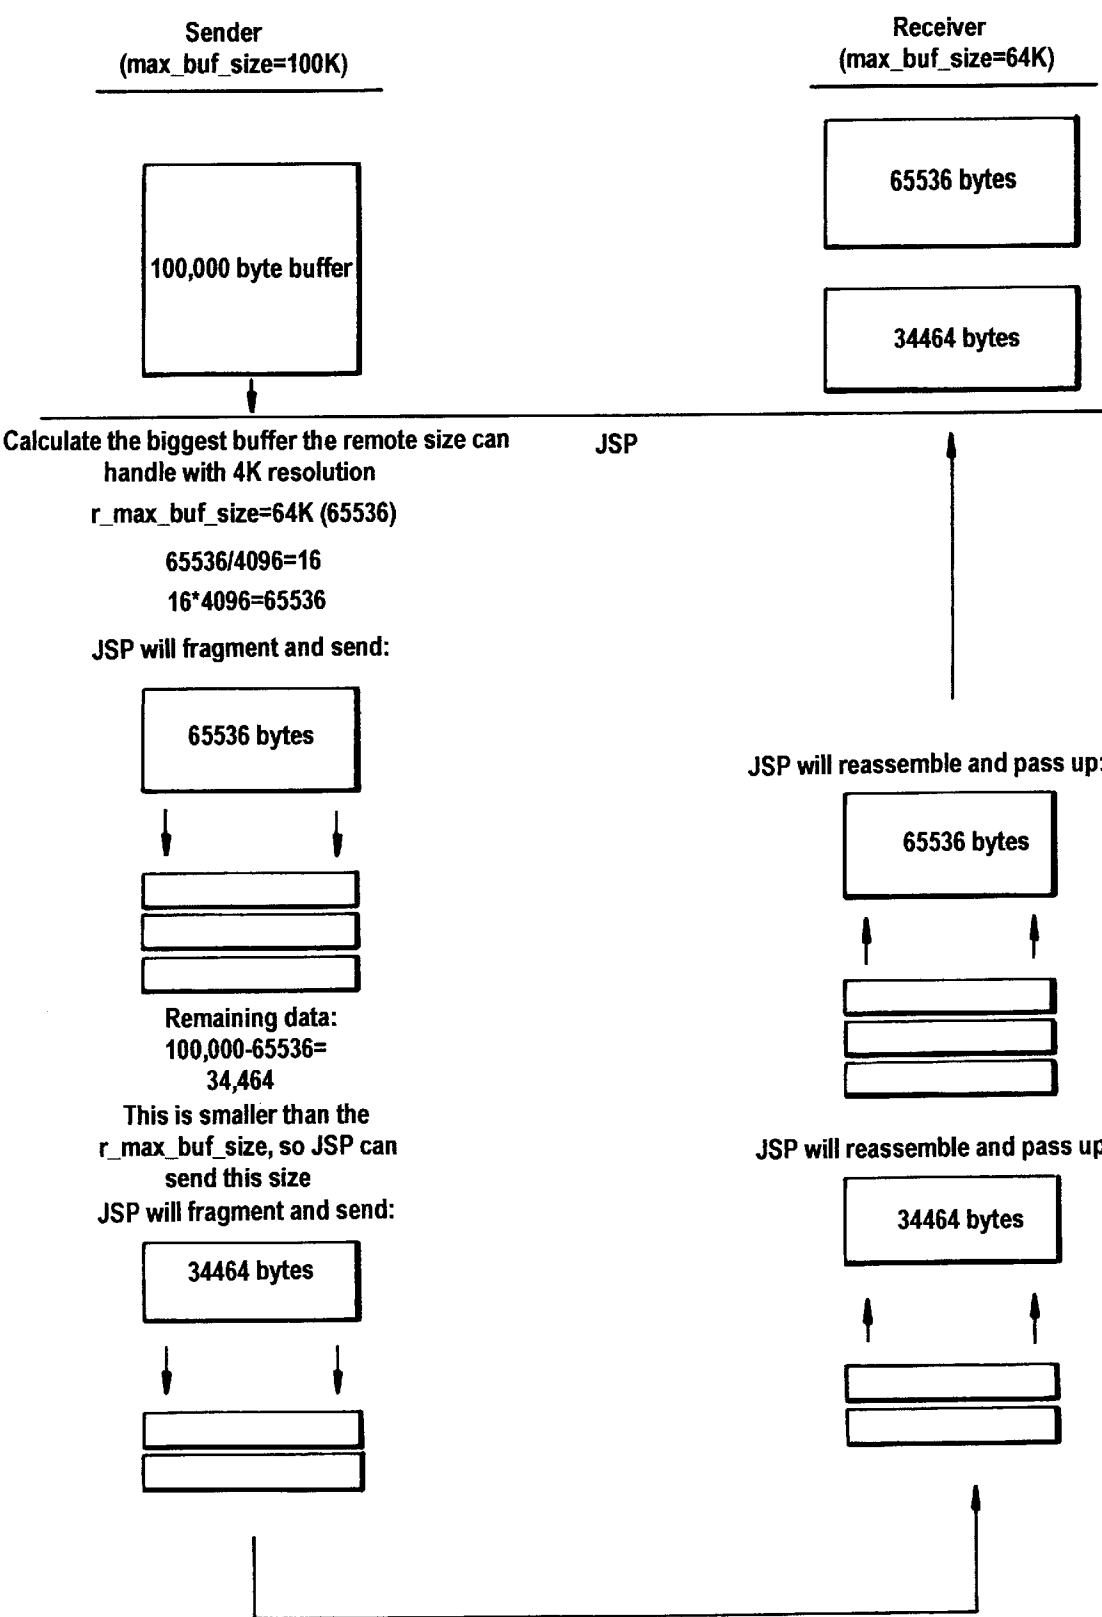 Sender
(max_buf_size=100K)
100,000 byte buffer
Receiver
(max_buf_size=64K)
65536 bytes
34464 bytes
JSP
Calculate the biggest buffer the remote size can
handle with 4K resolution
r_max_buf_size=64K (65536)
65536/4096=16
16*4096=65536
JSP will fragment and send:
65536 bytes
Remaining data:
100,000-65536=
34,464
This is smaller than the
r_max_buf_size, so JSP can
send this size
JSP will fragment and send:
34464 bytes
JSP will reassemble and pass up:
65536 bytes
JSP will reassemble and pass up
34464 bytes